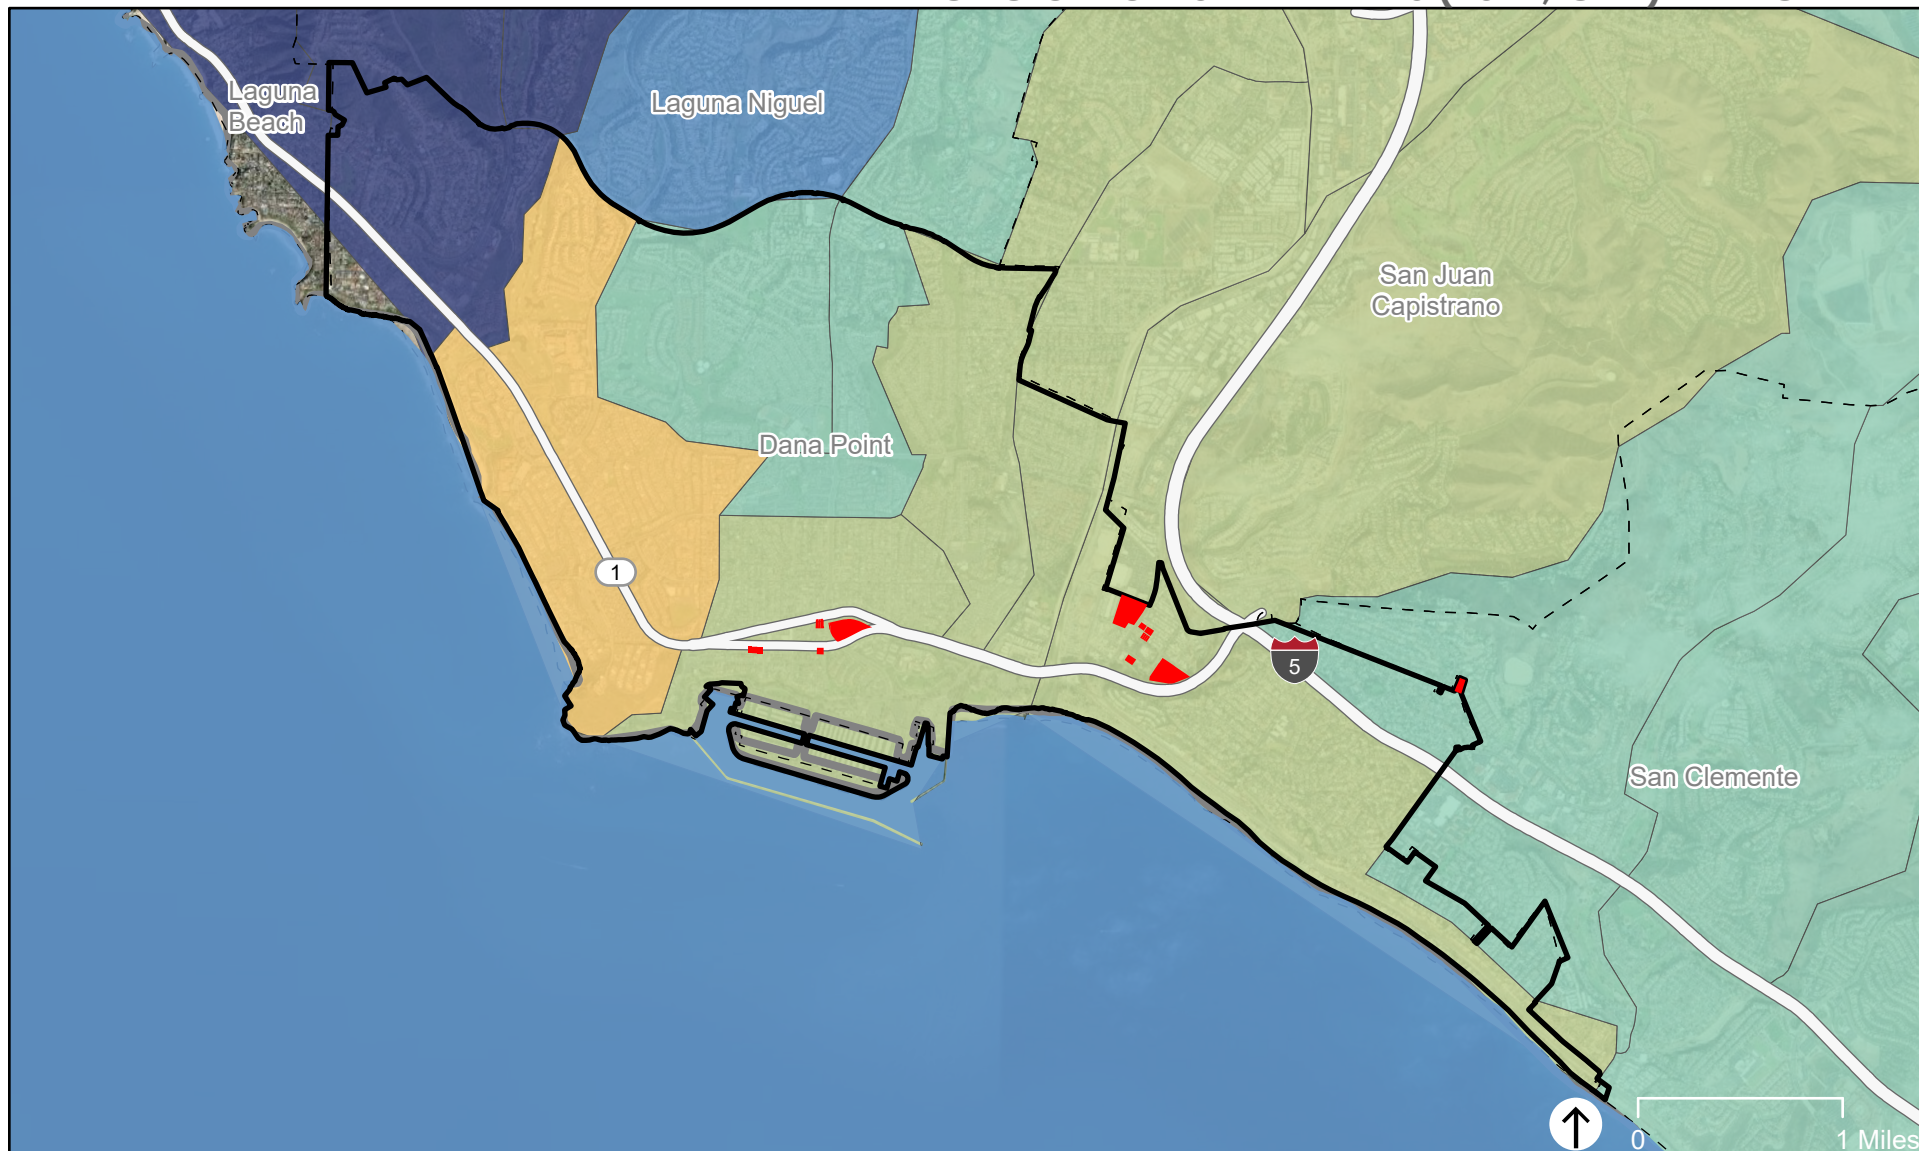 Laguna
Beach
Laguna Niguel
San Juan
Capistrano
Dana Point
1
5
San Clemente
0
1 Miles